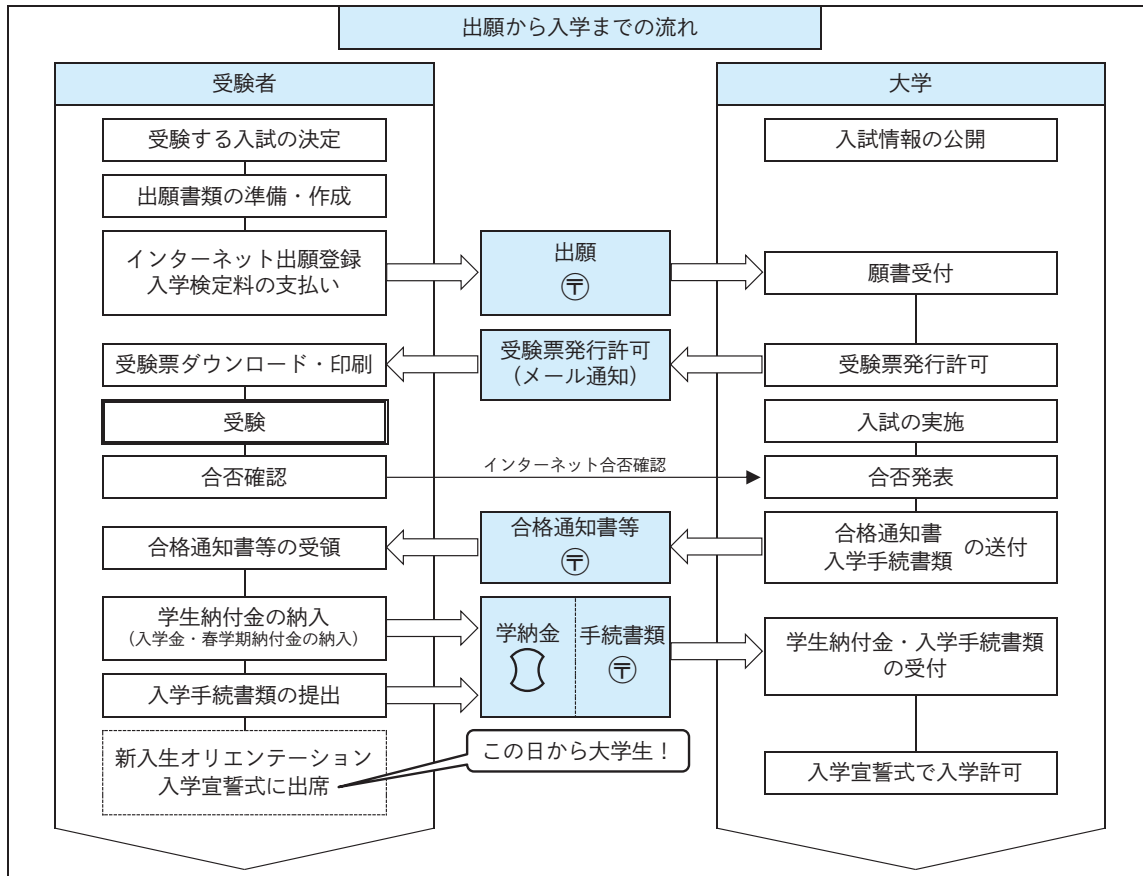 出願から入学までの流れ
受験者
大学
受験する入試の決定
入試情報の公開
出願書類の準備・作成
インターネット出願登録
入学検定料の支払い
出願
〒
願書受付
受験票ダウンロード・印刷
受験票発行許可
(メール通知)
受験票発行許可
受験
入試の実施
合否確認
インターネット合否確認
合否発表
合格通知書等の受領
合格通知書等
〒
合格通知書
入学手続書類
の送付
学生納付金の納入
(入学金・春学期納付金の納入)
学納金
手続書類
〒
学生納付金・入学手続書類
の受付
入学手続書類の提出
新入生オリエンテーション
入学宣誓式に出席
この日から大学生!
入学宣誓式で入学許可